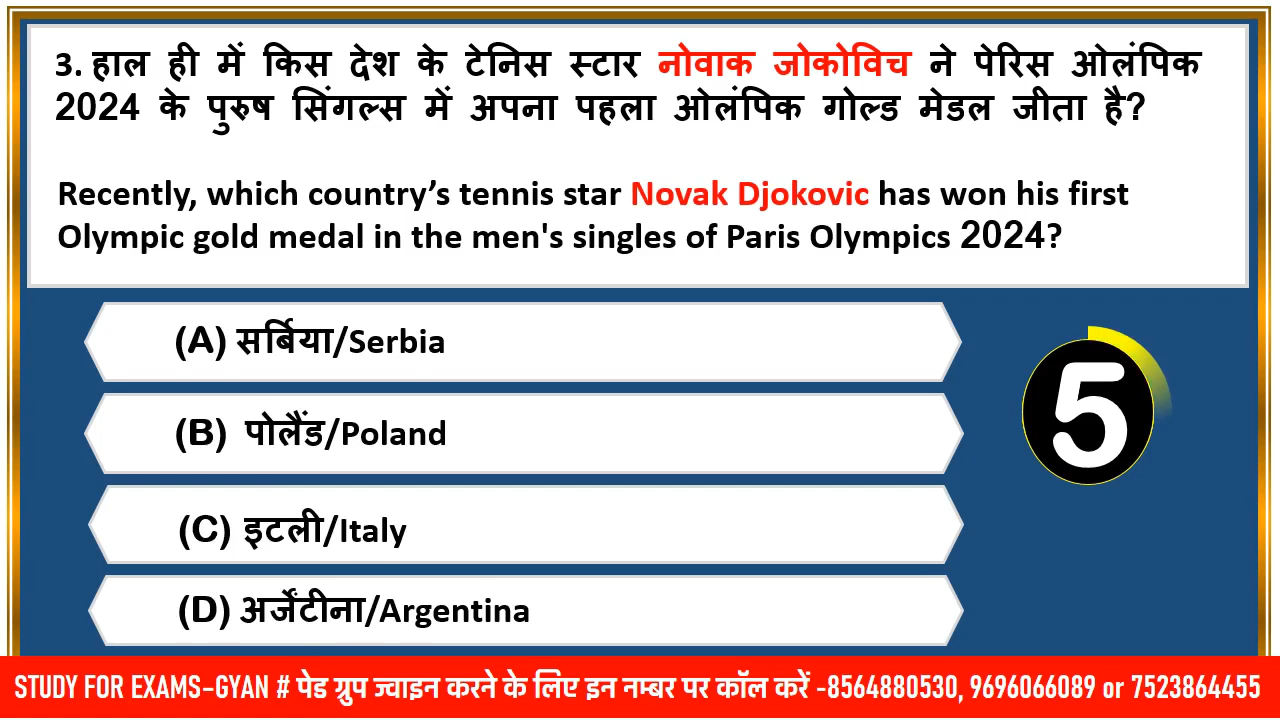 3. हाल ही में किस देश के टेनिस स्टार नोवाक जोकोविच ने पेरिस ओलंपिक
2024 के पुरुष सिंगल्स में अपना पहला ओलंपिक गोल्ड मेडल जीता है?
Recently, which country’s tennis star Novak Djokovic has won his first
Olympic gold medal in the men's singles of Paris Olympics 2024?
(A) सर्बिया/Serbia
(B) पोलैंड/Poland
(C) इटली/Italy
(D) अर्जेंटीना/Argentina
5
STUDY FOR EXAMS-GYAN # पेड ग्रुप ज्वाइन करने के लिए इन नम्बर पर कॉल करें -8564880530, 9696066089 or 7523864455